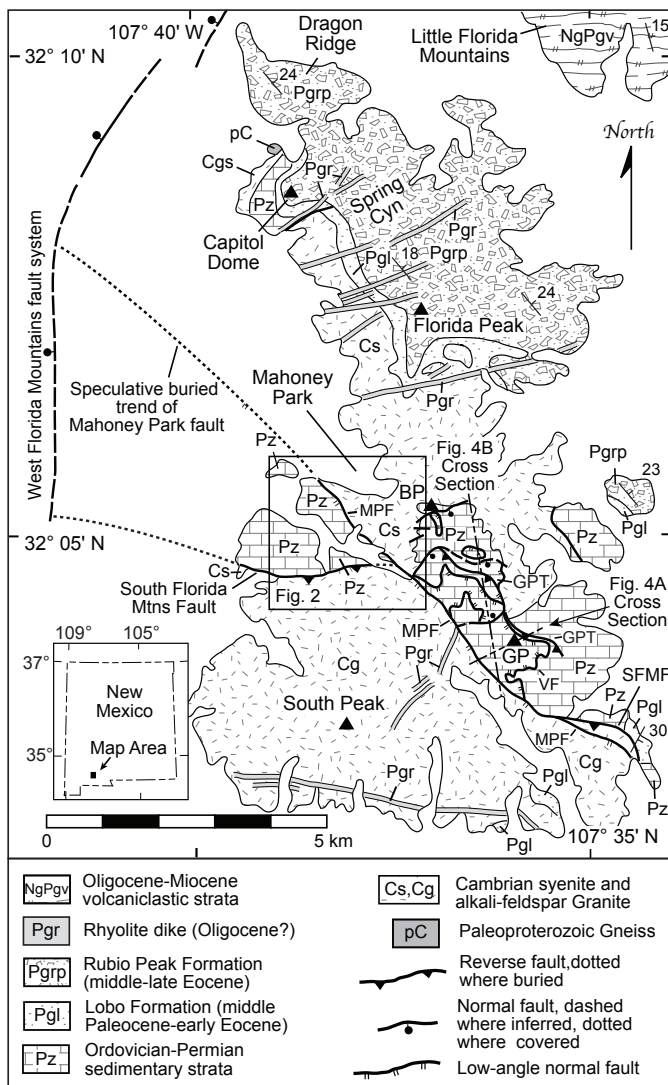 107° 40' W
32° 10' N
Dragon
Ridge
Little Florida
Mountains
NgPgv
15
North
24
Pgrp
pC
Cgs
Pgr
Pz
Spring
Cyn
Capitol
Dome
Pgr
Pgl
18
Pgrp
24
Florida Peak
Cs
Pgr
West Florida Mountains fault system
Speculative buried
trend of
Mahoney Park fault
Mahoney
Park
Fig. 4B
Cross
Section
Pgrp
23
Pgl
Pz
Pz
MPF
BP
Cs
Pz
Pz
32° 05' N
Pz
Cs
Pz
South Florida
Mtns Fault
Fig. 2
GPT
Fig. 4A
Cross
Section
MPF
GPT
GP
Pz
VF
Pgr
Cg
SFMF
Pz
Pgl
30
South Peak
MPF
Cg
Pz
109°
105°
37°
New
Mexico
Map Area
35°
Pgr
Pgl
Pgl
107° 35' N
0
5 km
NgPgv
Oligocene-Miocene
volcaniclastic strata
Pgr
Rhyolite dike (Oligocene?)
Pgrp
Rubio Peak Formation
(middle-late Eocene)
Pgl
Lobo Formation (middle
Paleocene-early Eocene)
Pz
Ordovician-Permian
sedimentary strata
Cs,Cg
Cambrian syenite and
alkali-feldspar Granite
pC
Paleoproterozoic Gneiss
Reverse fault,dotted
where buried
Normal fault, dashed
where inferred, dotted
where covered
Low-angle normal fault